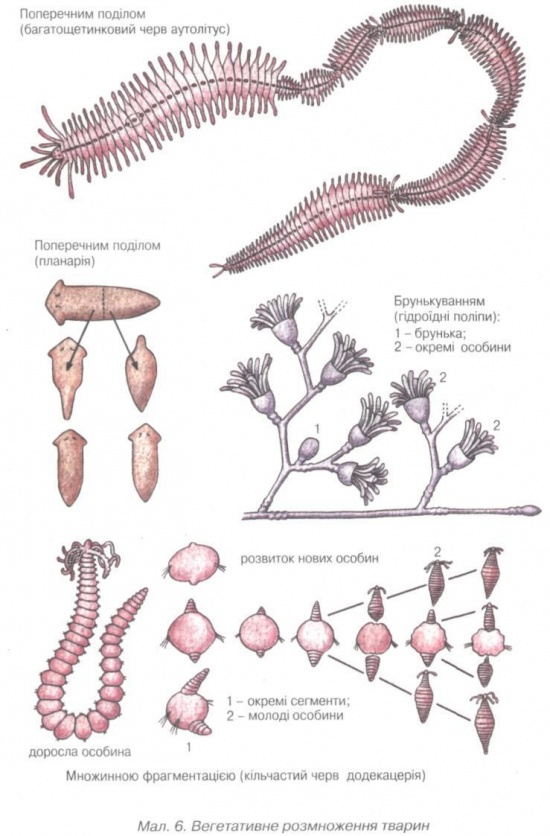 Поперечним поділом
(багатощетинковий черв аутолітус)
Поперечним поділом
(планарія)
Брунькуванням
(гідроїдні поліпи):
1 – брунька;
2 – окремі особини
2
1
2
розвиток нових особин
2
1 – окремі сегменти;
2 – молоді особини
1
доросла особина
Множинною фрагментацією (кільчастий черв додекацерія)
Мал. 6. Вегетативне розмноження тварин